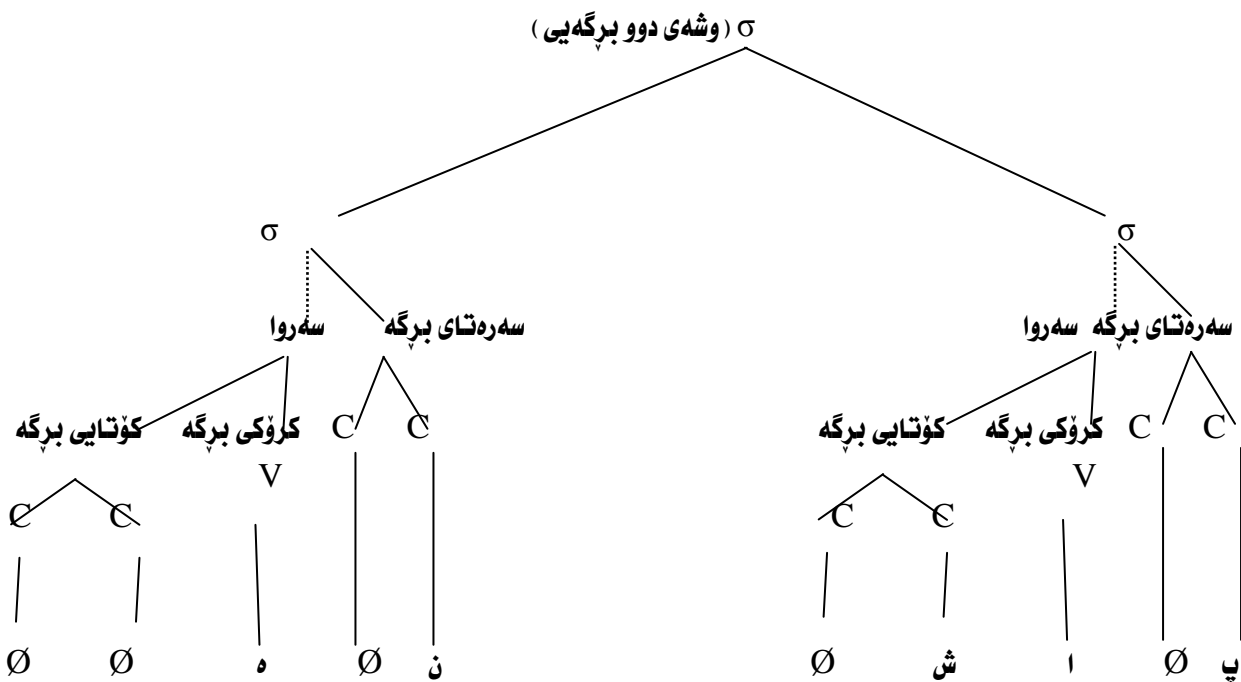 σ ( وشەی دوو بڕگەیی )
σ σ
سەرەتای بڕگە سەروا سەرەتای بڕگە سەروا
C C کرۆکی بڕگە کۆتایی بڕگە C C کرۆکی بڕگە کۆتایی بڕگە
V V
C C C C
پ Ø ا ش Ø ن Ø ە Ø Ø